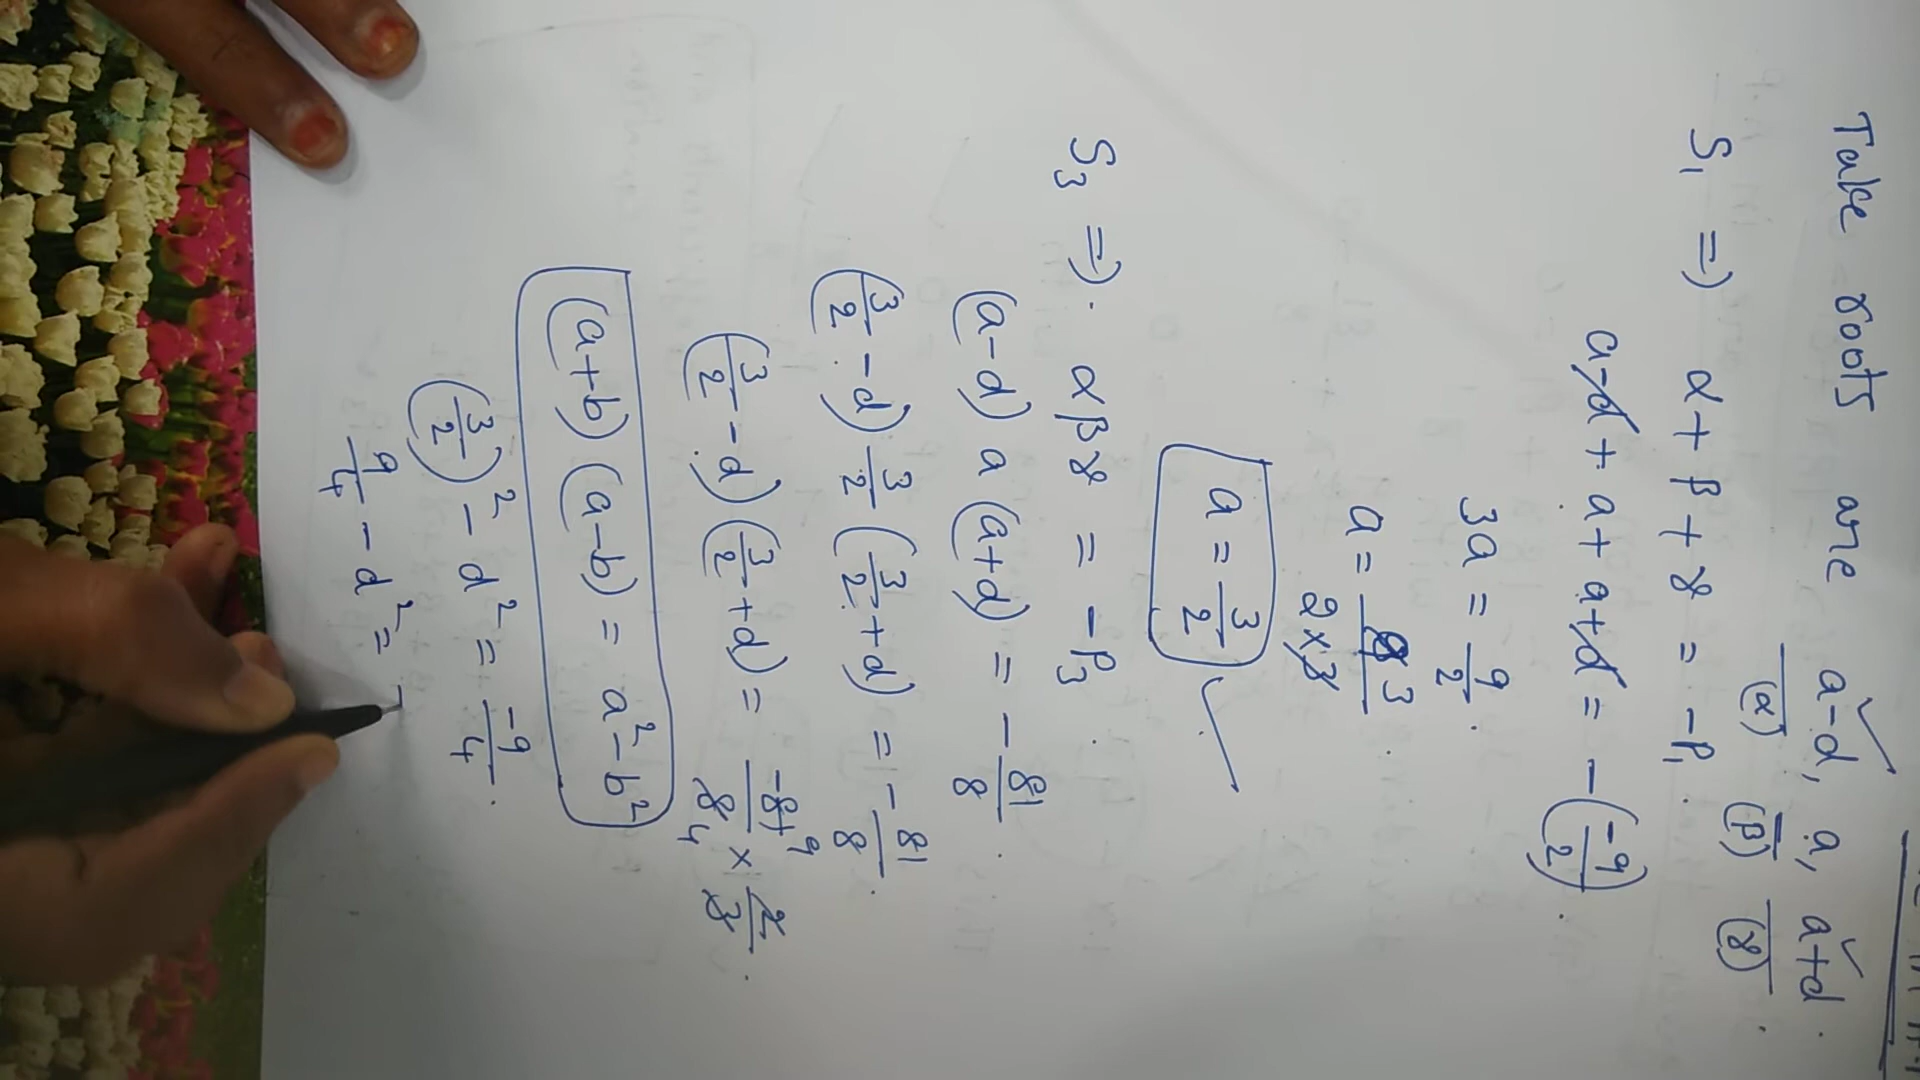 Take roots are a-d, a, a+d.
(α) (β) (γ)
S₁ ⇒ α + β + γ = -P₁.
a-d + a + a+d = -(-9/2).
3a = 9/2.
a = 9 3/2×3.
a = 3/2
S₃ ⇒ αβγ = -P₃
(a-d) a (a+d) = -81/8.
(3/2 - d) 3/2 (3/2 + d) = -81/8.
(3/2 - d)(3/2 + d) = -81 9/8 4 × 2/3.
(a+b)(a-b) = a² - b²
(3/2)² - d² = -9/4.
9/4 - d² =